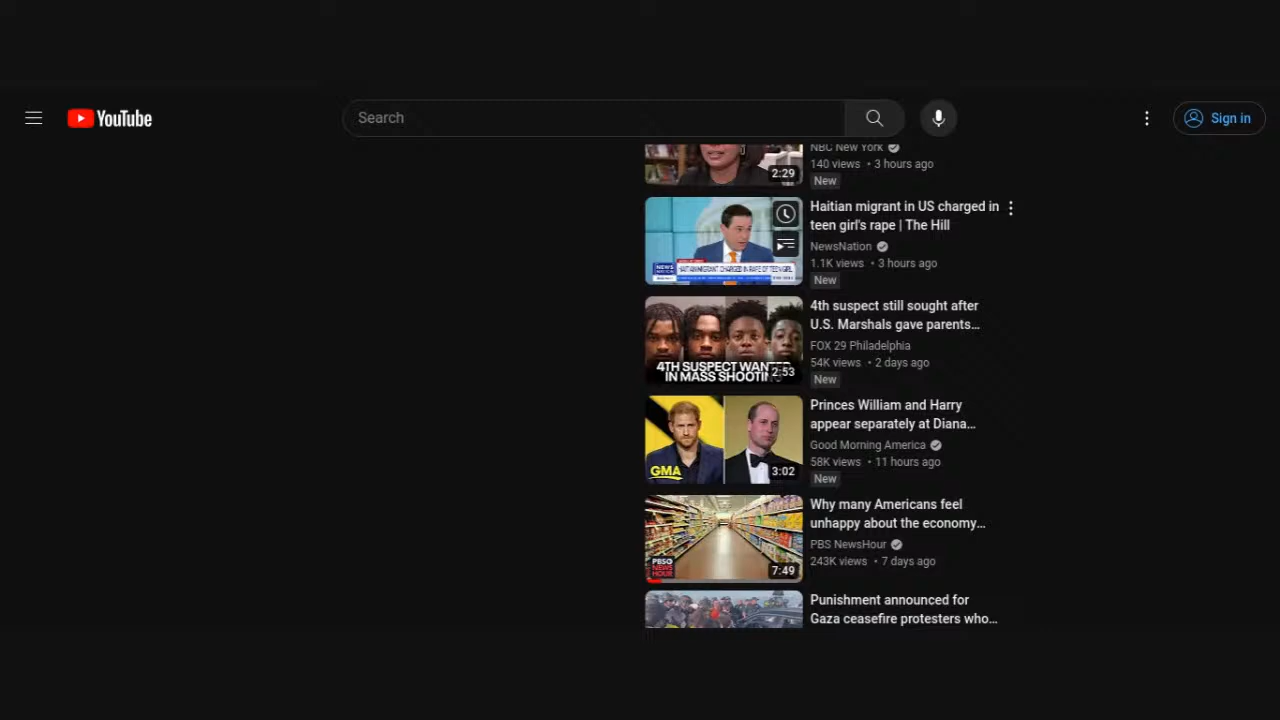 YouTube
Search
Sign in
NBC New York
140 views • 3 hours ago
2:29
New
Haitian migrant in US charged in
teen girl's rape | The Hill
NewsNation
1.1K views • 3 hours ago
New
HAITIAN MIGRANT CHARGED IN RAPE OF TEEN GIRL
4th suspect still sought after
U.S. Marshals gave parents…
FOX 29 Philadelphia
54K views • 2 days ago
New
4TH SUSPECT WANTED
IN MASS SHOOTING
2:53
Princes William and Harry
appear separately at Diana…
Good Morning America
58K views • 11 hours ago
New
GMA
3:02
Why many Americans feel
unhappy about the economy…
PBS NewsHour
243K views • 7 days ago
PBS
NEWS
HOUR
7:49
Punishment announced for
Gaza ceasefire protesters who…